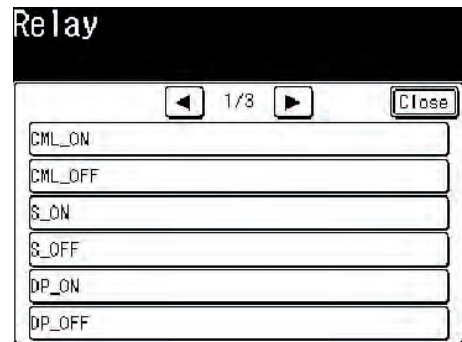 Relay
◀ 1/3 ▶ Close
CML_ON
CML_OFF
S_ON
S_OFF
DP_ON
DP_OFF